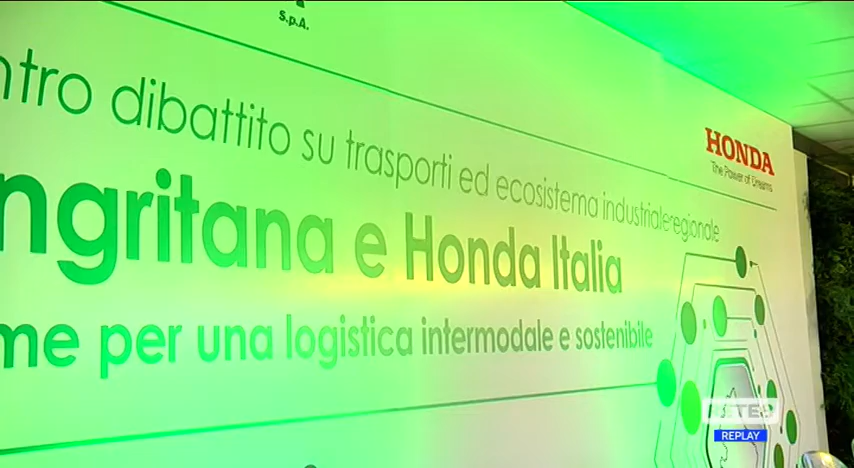 S.p.A.
ntro dibattito su trasporti ed ecosistema industriale regionale
HONDA
The Power of Dreams
ngritana e Honda Italia
me per una logistica intermodale e sostenibile
REPLAY